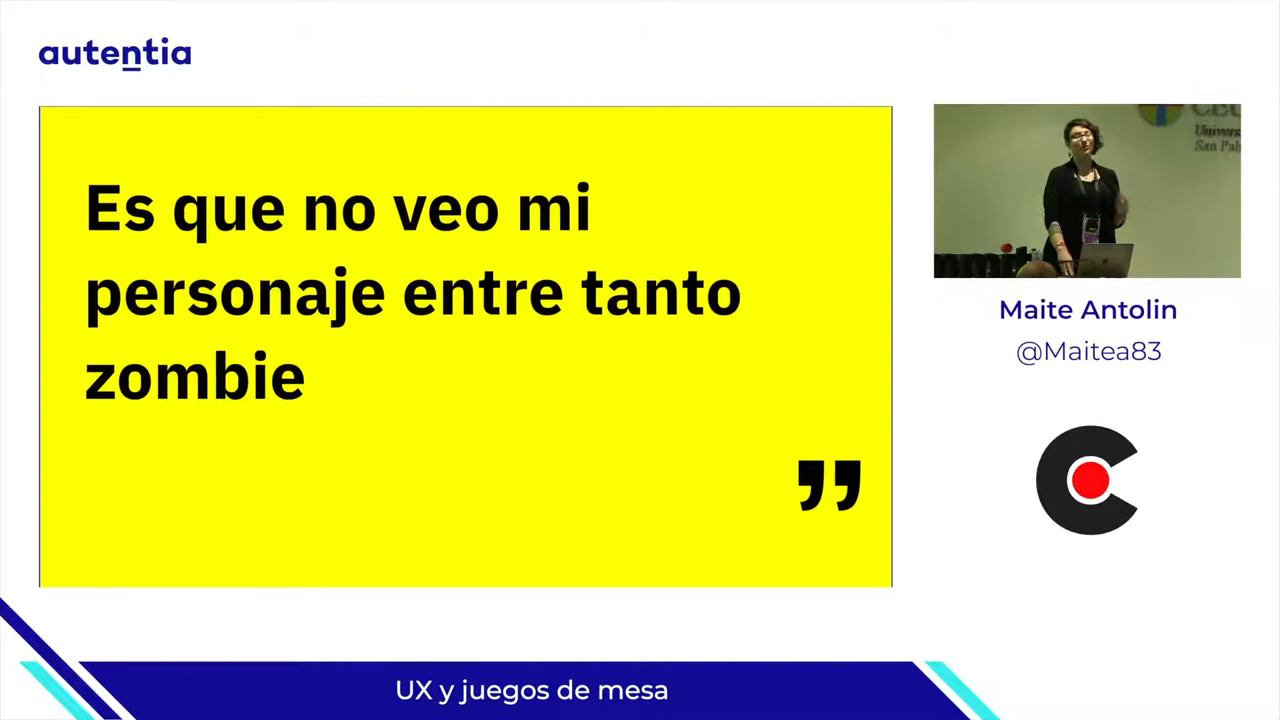 autentia
Es que no veo mi
personaje entre tanto
zombie
”
Maite Antolin
@Maitea83
UX y juegos de mesa